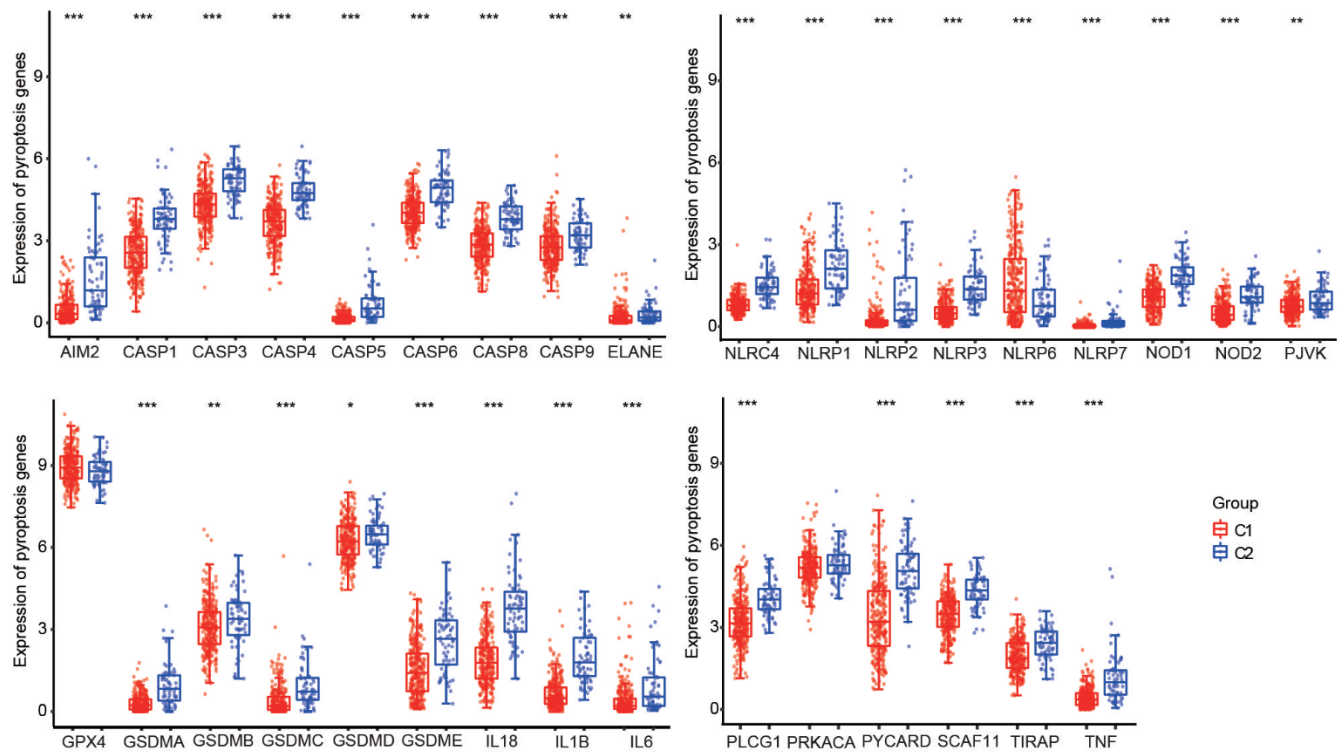 *** *** *** *** *** *** *** *** **
Expression of pyroptosis genes
9
6
3
0
AIM2 CASP1 CASP3 CASP4 CASP5 CASP6 CASP8 CASP9 ELANE
*** *** *** *** *** *** *** *** **
Expression of pyroptosis genes
9
6
3
0
NLRC4 NLRP1 NLRP2 NLRP3 NLRP6 NLRP7 NOD1 NOD2 PJVK
*** ** *** * *** *** *** ***
Expression of pyroptosis genes
9
6
3
0
GPX4 GSDMA GSDMB GSDMC GSDMD GSDME IL18 IL1B IL6
*** *** *** *** ***
Expression of pyroptosis genes
9
6
3
0
PLCG1 PRKACA PYCARD SCAF11 TIRAP TNF
Group
C1
C2